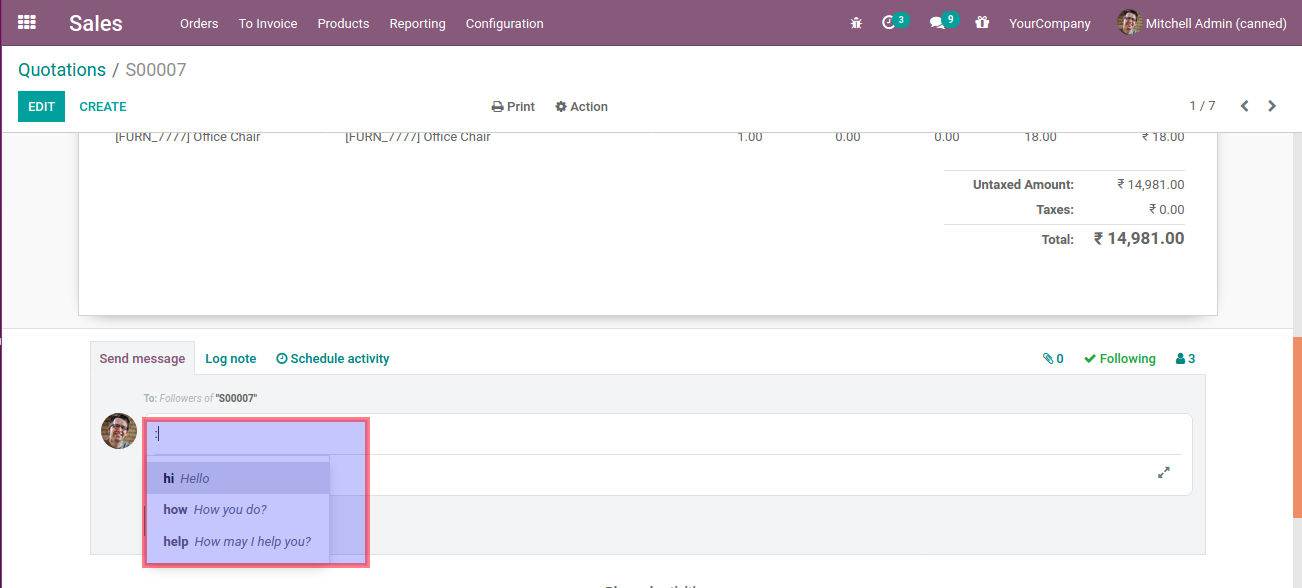 Sales Orders To Invoice Products Reporting Configuration 3 9 YourCompany Mitchell Admin (canned)
Quotations / S00007
EDIT CREATE Print Action 1 / 7
[FURN_7777] Office Chair [FURN_7777] Office Chair 1.00 0.00 0.00 18.00 ₹ 18.00
Untaxed Amount: ₹ 14,981.00
Taxes: ₹ 0.00
Total: ₹ 14,981.00
Send message Log note Schedule activity 0 Following 3
To: Followers of "S00007"
:
hi Hello
how How you do?
help How may I help you?